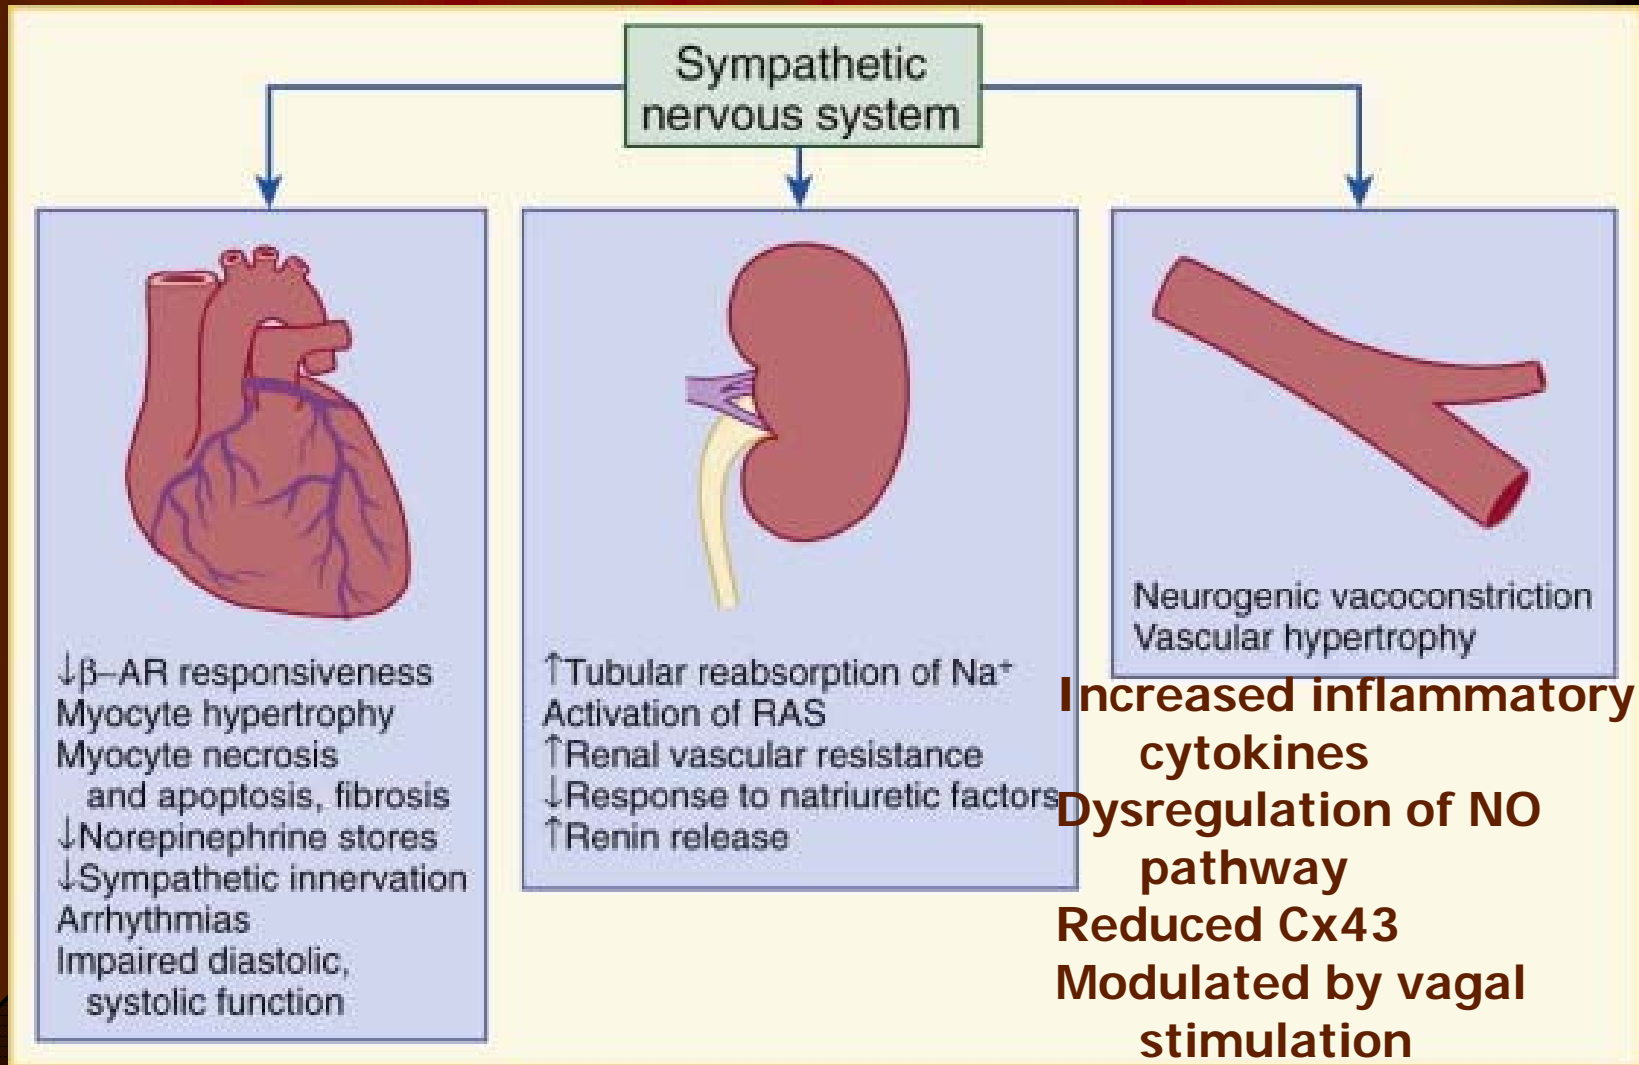 Sympathetic
nervous system
↓β–AR responsiveness
Myocyte hypertrophy
Myocyte necrosis
and apoptosis, fibrosis
↓Norepinephrine stores
↓Sympathetic innervation
Arrhythmias
Impaired diastolic,
systolic function
↑Tubular reabsorption of Na⁺
Activation of RAS
↑Renal vascular resistance
↓Response to natriuretic factors
↑Renin release
Neurogenic vacoconstriction
Vascular hypertrophy
Increased inflammatory
cytokines
Dysregulation of NO
pathway
Reduced Cx43
Modulated by vagal
stimulation